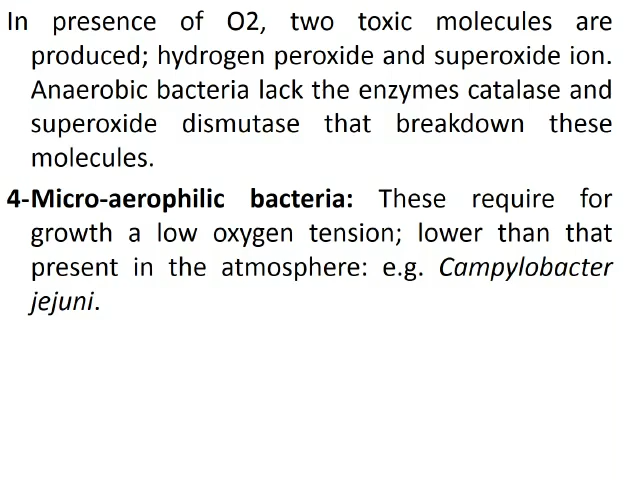 In presence of O2, two toxic molecules are
produced; hydrogen peroxide and superoxide ion.
Anaerobic bacteria lack the enzymes catalase and
superoxide dismutase that breakdown these
molecules.
4-Micro-aerophilic bacteria: These require for
growth a low oxygen tension; lower than that
present in the atmosphere: e.g. Campylobacter
jejuni.